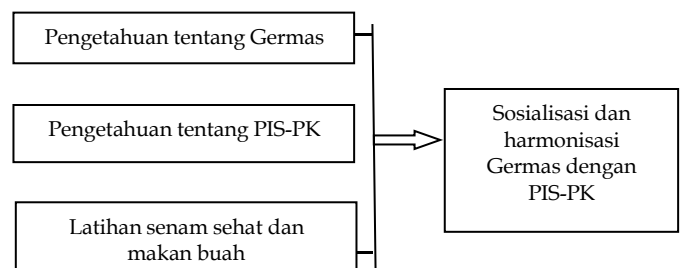 Pengetahuan tentang Germas
Pengetahuan tentang PIS-PK
Latihan senam sehat dan
makan buah
Sosialisasi dan
harmonisasi
Germas dengan
PIS-PK